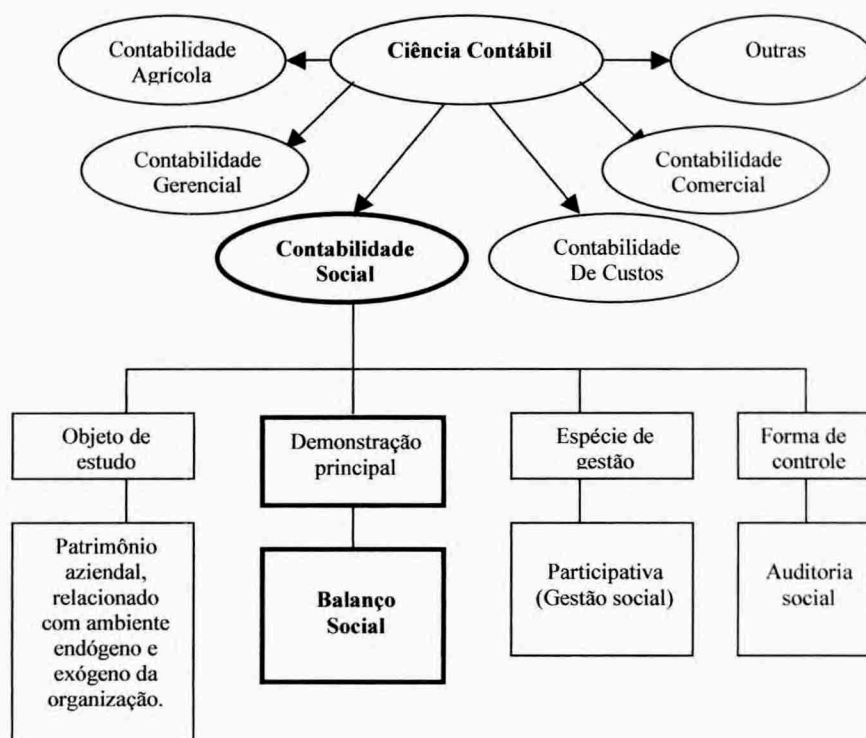 Ciência Contábil
Contabilidade
Agrícola
Outras
Contabilidade
Gerencial
Contabilidade
Comercial
Contabilidade
Social
Contabilidade
De Custos
Objeto de
estudo
Demonstração
principal
Espécie de
gestão
Forma de
controle
Patrimônio
aziendal,
relacionado
com ambiente
endógeno e
exógeno da
organização.
Balanço
Social
Participativa
(Gestão social)
Auditoria
social